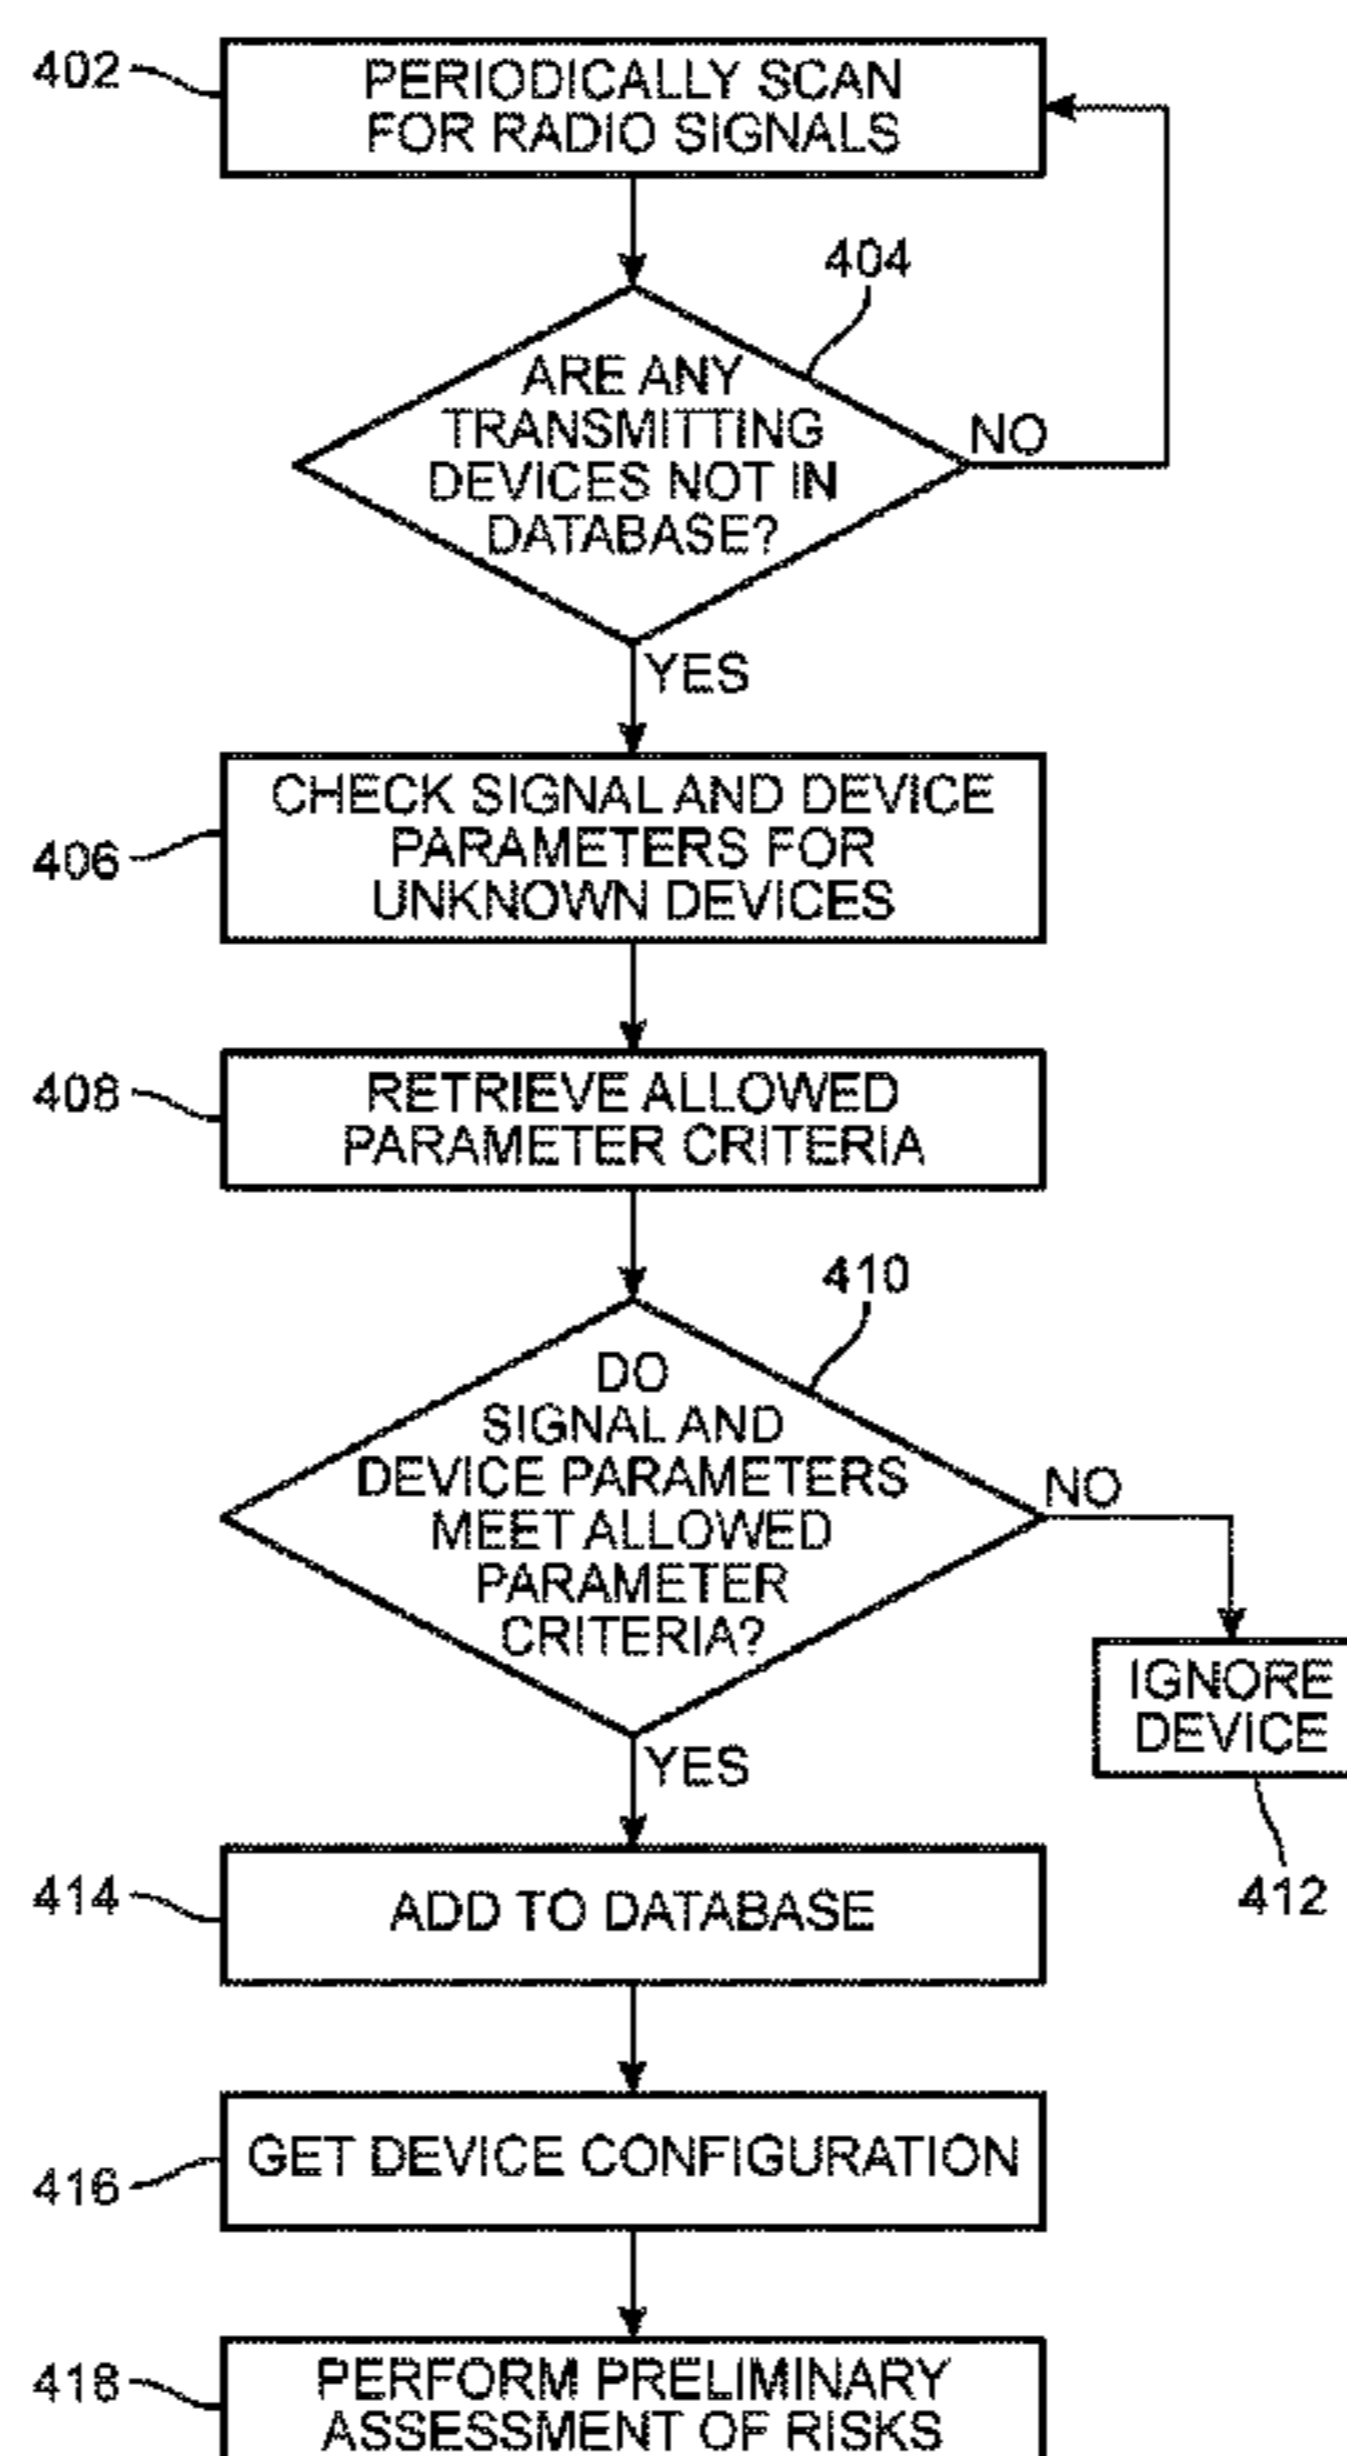 402
PERIODICALLY SCAN
FOR RADIO SIGNALS
404
ARE ANY
TRANSMITTING
DEVICES NOT IN
DATABASE?
NO
YES
406
CHECK SIGNAL AND DEVICE
PARAMETERS FOR
UNKNOWN DEVICES
408
RETRIEVE ALLOWED
PARAMETER CRITERIA
410
DO
SIGNAL AND
DEVICE PARAMETERS
MEET ALLOWED
PARAMETER
CRITERIA?
NO
IGNORE
DEVICE
412
YES
414
ADD TO DATABASE
416
GET DEVICE CONFIGURATION
418
PERFORM PRELIMINARY
ASSESSMENT OF RISKS